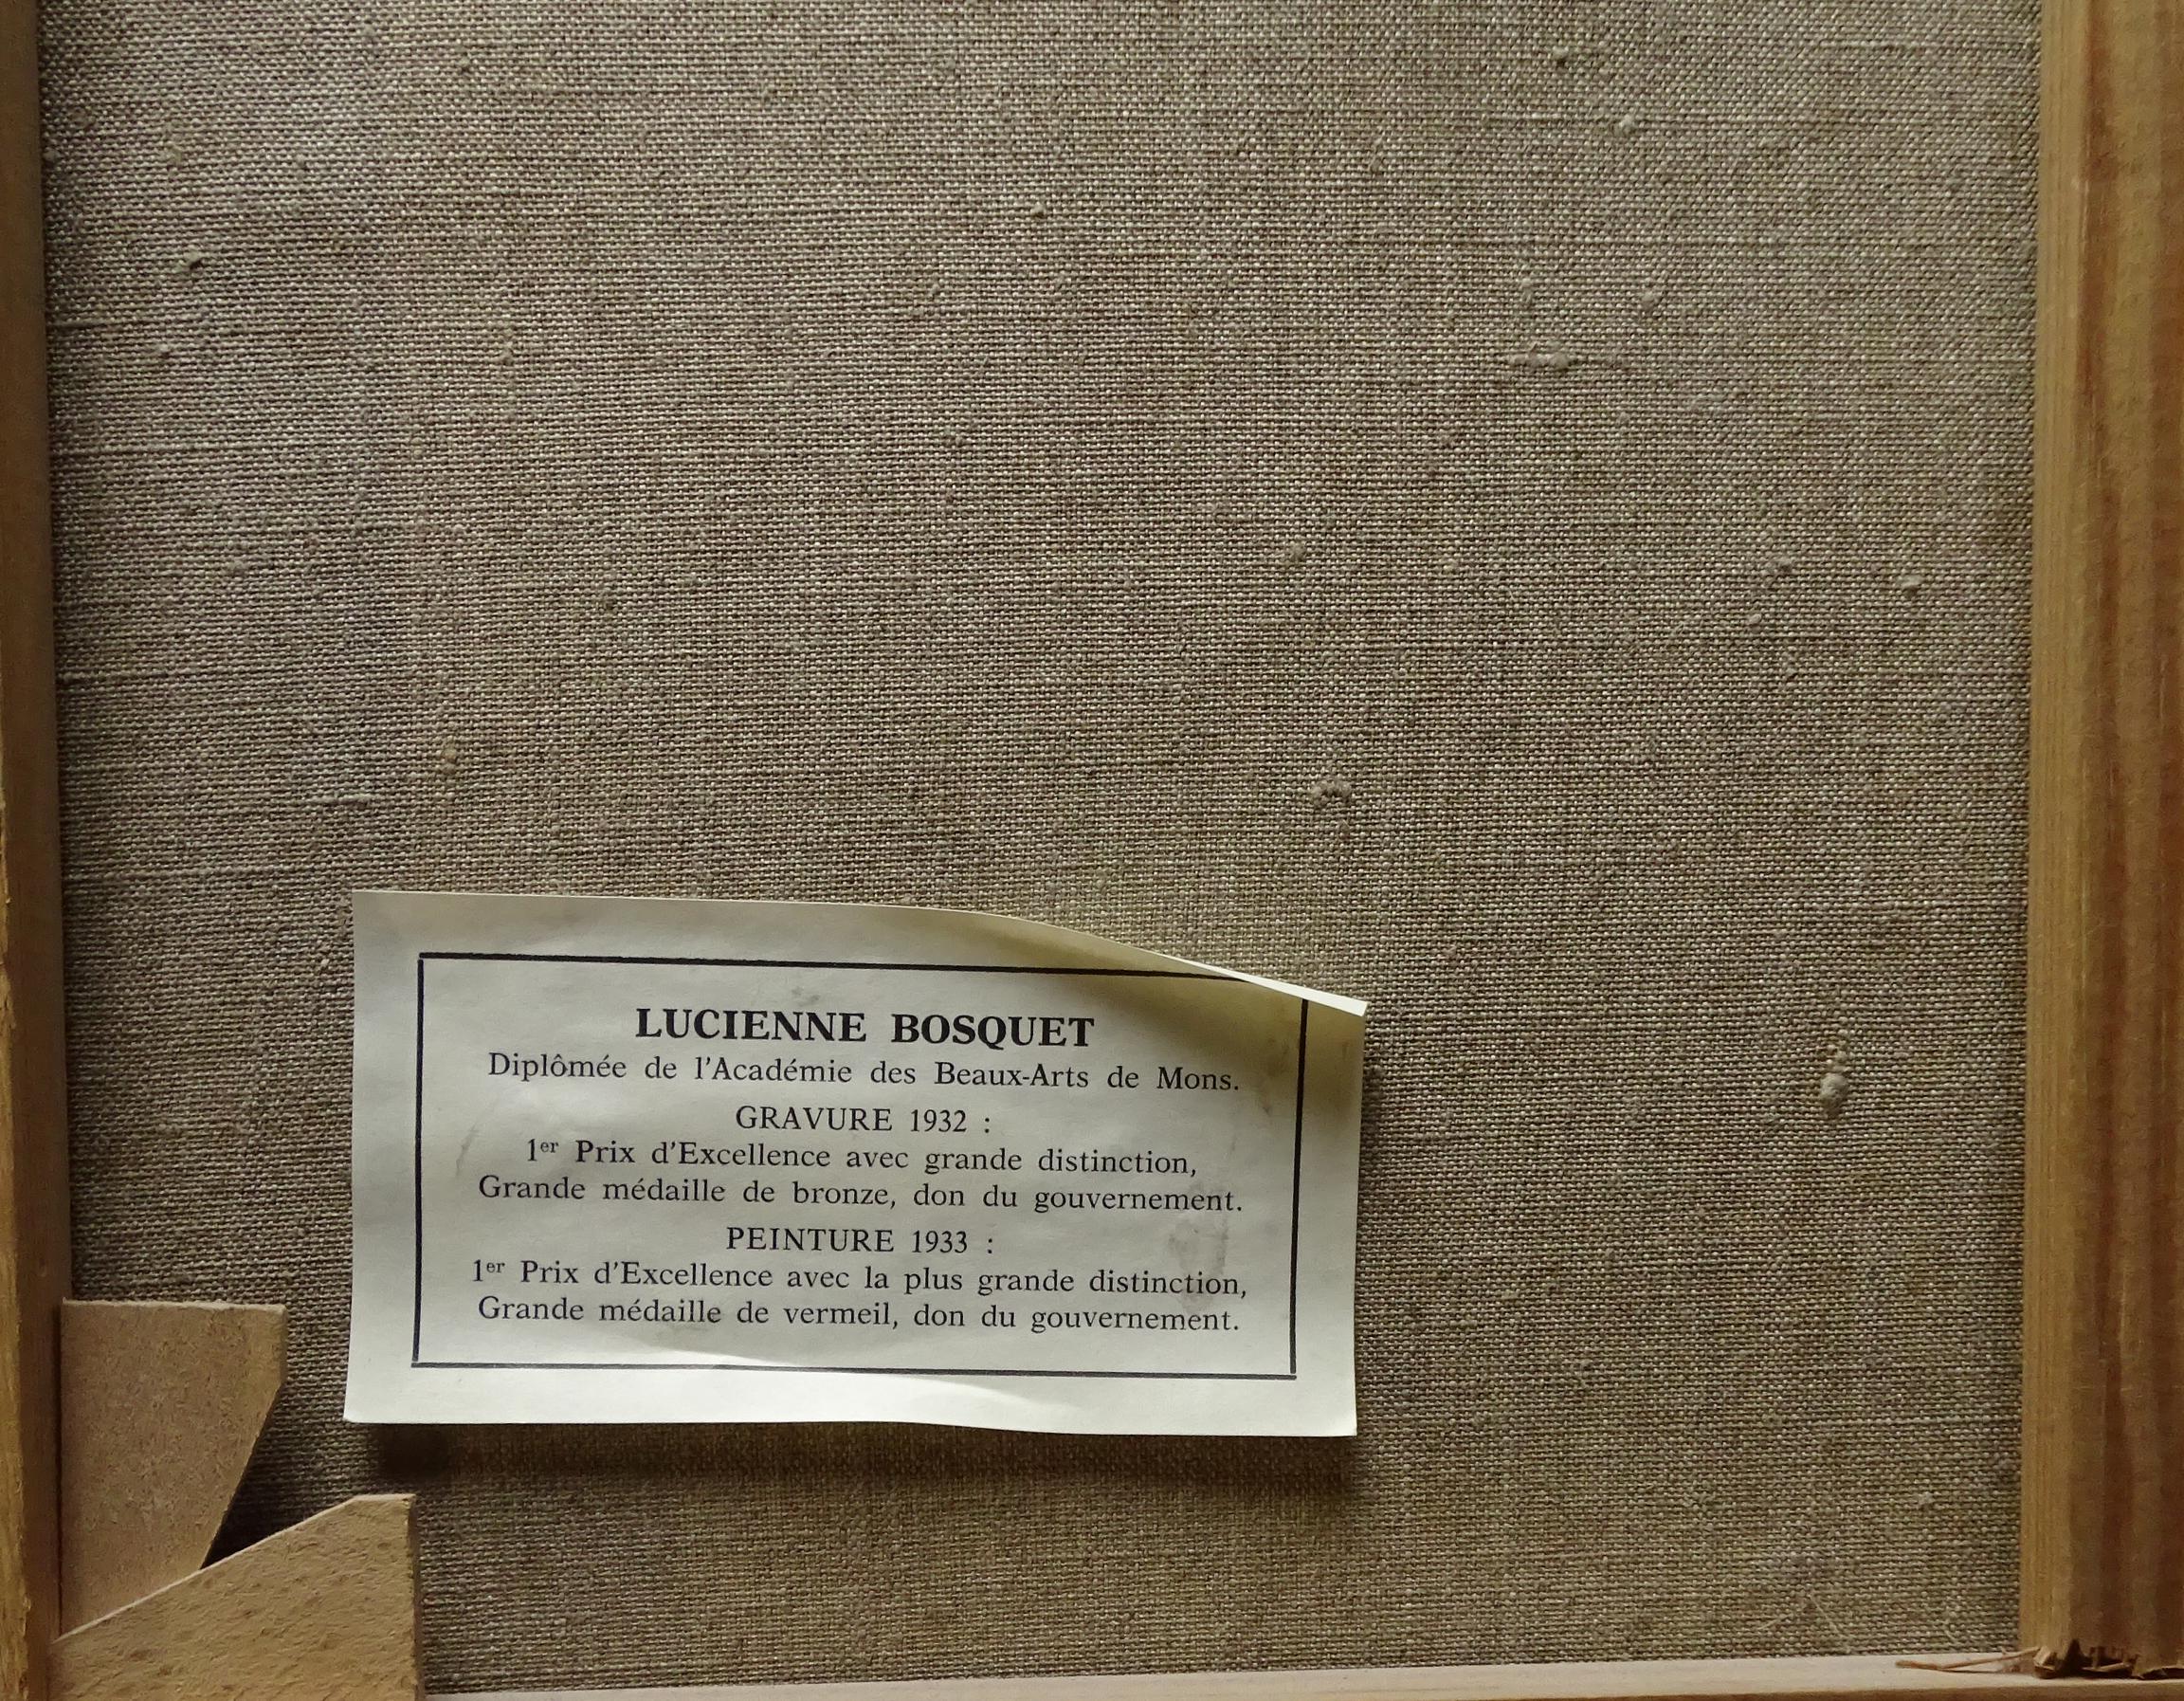 LUCIENNE BOSQUET
Diplômée de l'Académie des Beaux-Arts de Mons.
GRAVURE 1932 :
1er Prix d'Excellence avec grande distinction,
Grande médaille de bronze, don du gouvernement.
PEINTURE 1933 :
1er Prix d'Excellence avec la plus grande distinction,
Grande médaille de vermeil, don du gouvernement.